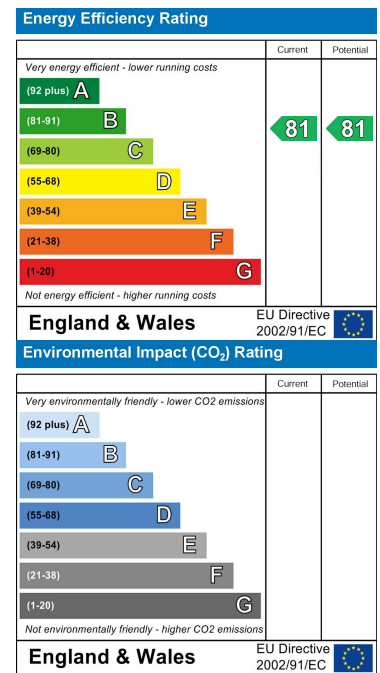 Energy Efficiency Rating
Current Potential
Very energy efficient - lower running costs
(92 plus) A
(81-91) B
81 81
(69-80) C
(55-68) D
(39-54) E
(21-38) F
(1-20) G
Not energy efficient - higher running costs
England & Wales
EU Directive
2002/91/EC
Environmental Impact (CO₂) Rating
Current Potential
Very environmentally friendly - lower CO2 emissions
(92 plus) A
(81-91) B
(69-80) C
(55-68) D
(39-54) E
(21-38) F
(1-20) G
Not environmentally friendly - higher CO2 emissions
England & Wales
EU Directive
2002/91/EC